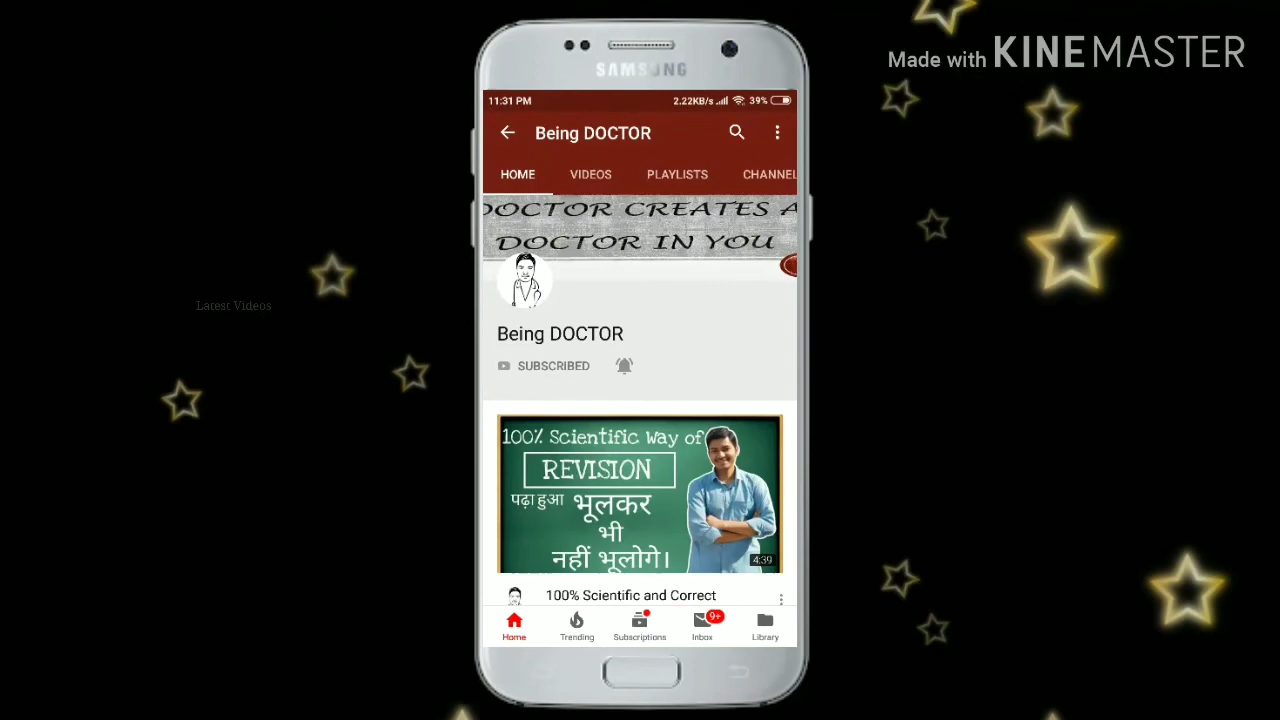 Made with KINEMASTER
SAMSUNG
11:31 PM 2.22KB/s 39%
Being DOCTOR
HOME VIDEOS PLAYLISTS CHANNEL
DOCTOR CREATES A
DOCTOR IN YOU
Latest Videos
Being DOCTOR
SUBSCRIBED
100% Scientific Way of
REVISION
पढ़ा हुआ भूलकर
भी
नहीं भूलोगे।
4:39
100% Scientific and Correct
9+
Home Trending Subscriptions Inbox Library